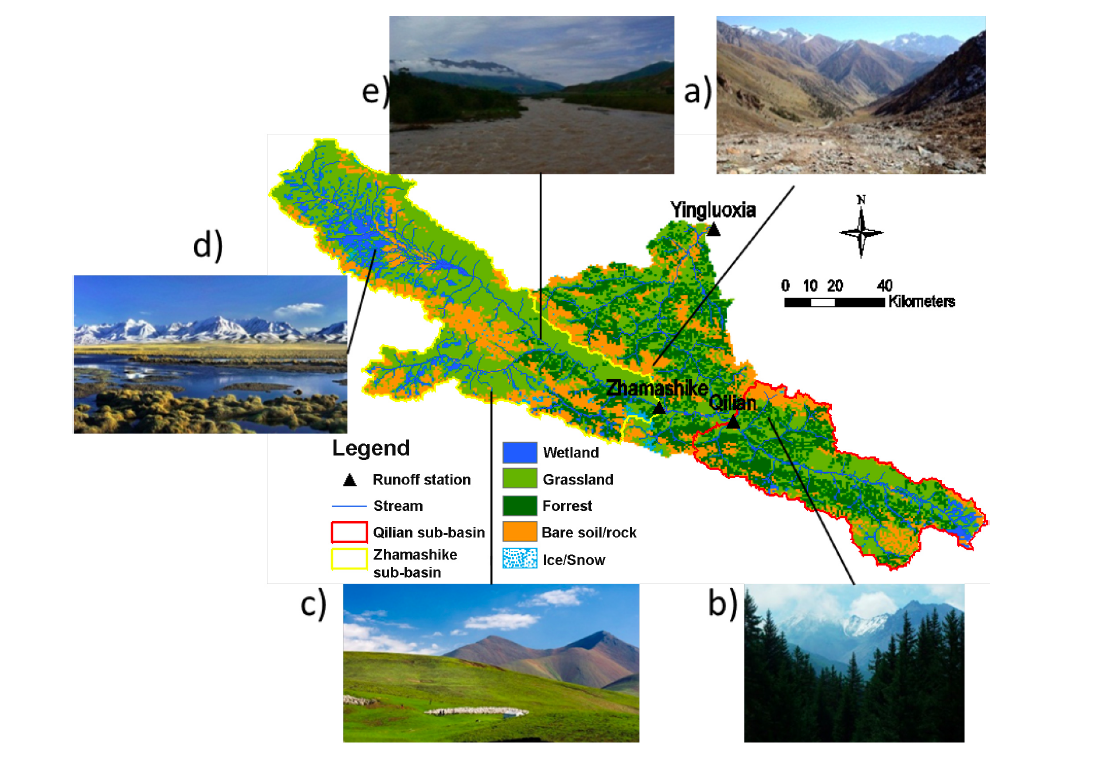 e)
a)
Yingluoxia
N
d)
0 10 20 40
Kilometers
Zhamashike
Qilian
Legend
Runoff station
Stream
Qilian sub-basin
Zhamashike
sub-basin
Wetland
Grassland
Forrest
Bare soil/rock
Ice/Snow
c)
b)